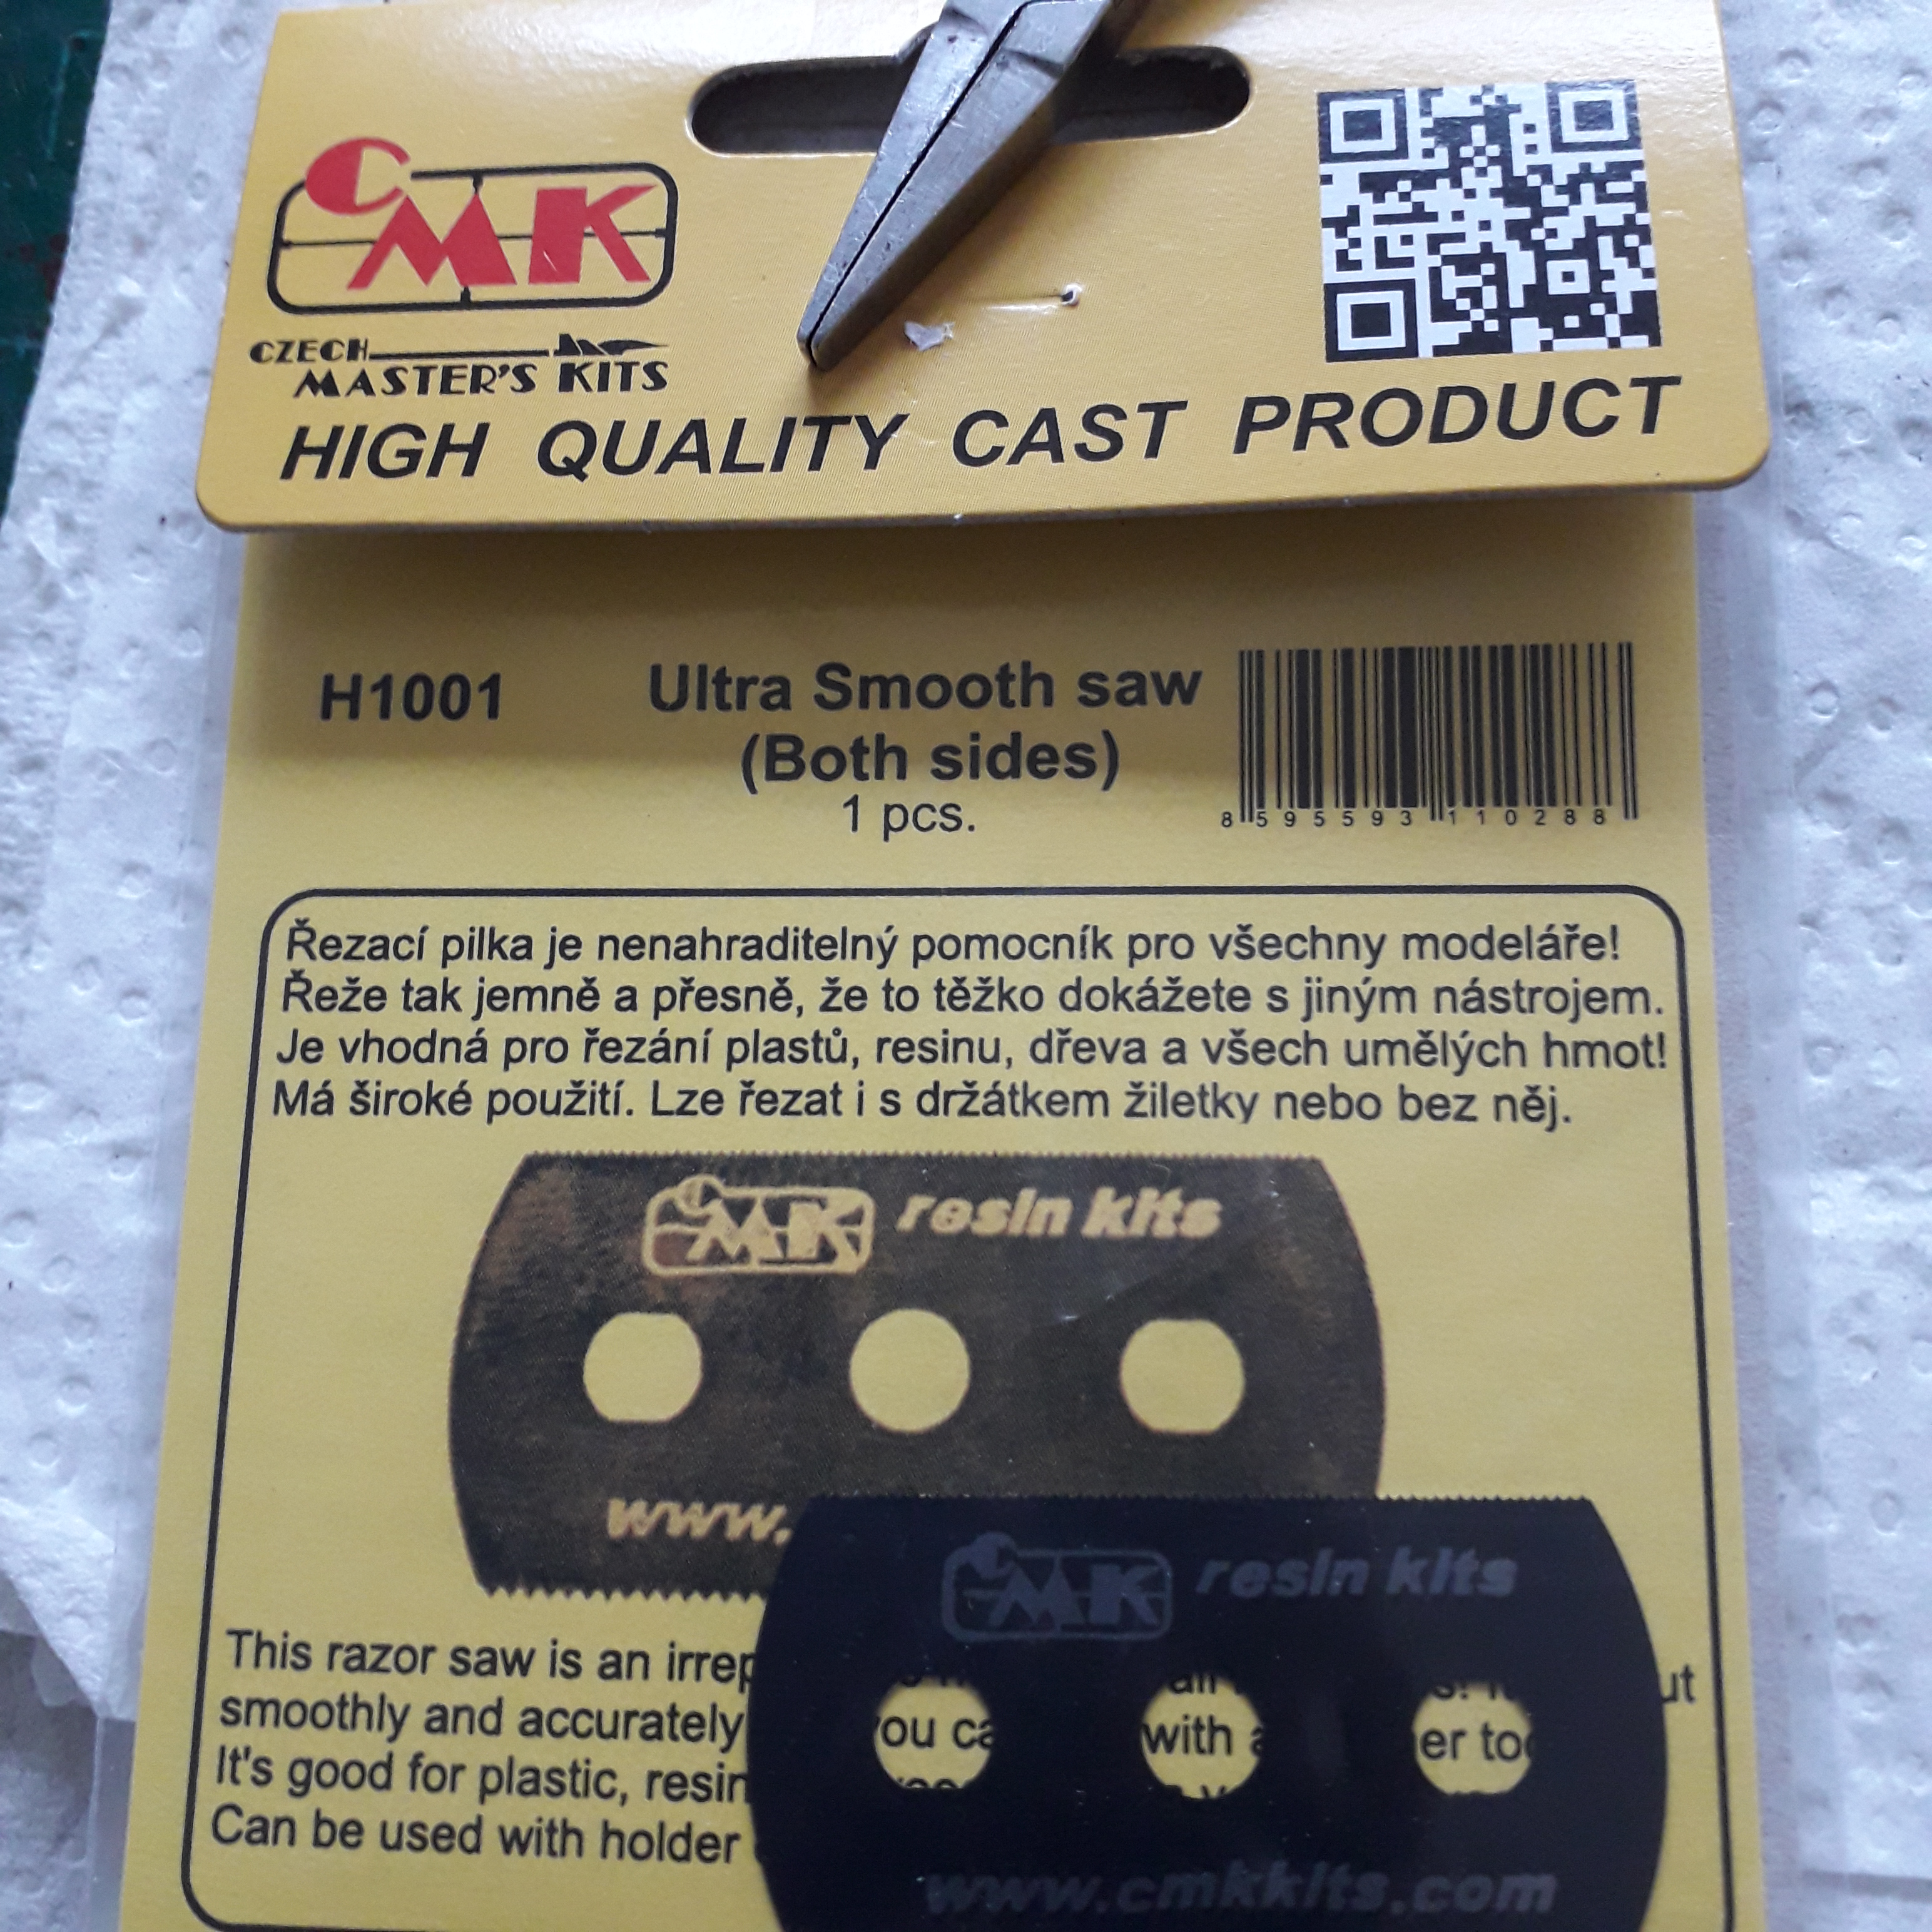 CMK
CZECH
MASTER'S KITS
HIGH QUALITY CAST PRODUCT
H1001
Ultra Smooth saw
(Both sides)
1 pcs.
8 595593 110288
Řezací pilka je nenahraditelný pomocník pro všechny modeláře!
Řeže tak jemně a přesně, že to těžko dokážete s jiným nástrojem.
Je vhodná pro řezání plastů, resinu, dřeva a všech umělých hmot!
Má široké použití. Lze řezat i s držátkem žiletky nebo bez něj.
CMK resin kits
www.
CMK resin kits
This razor saw is an
smoothly and accurately with
It's good for plastic, resin
Can be used with holder
www.cmkkits.com